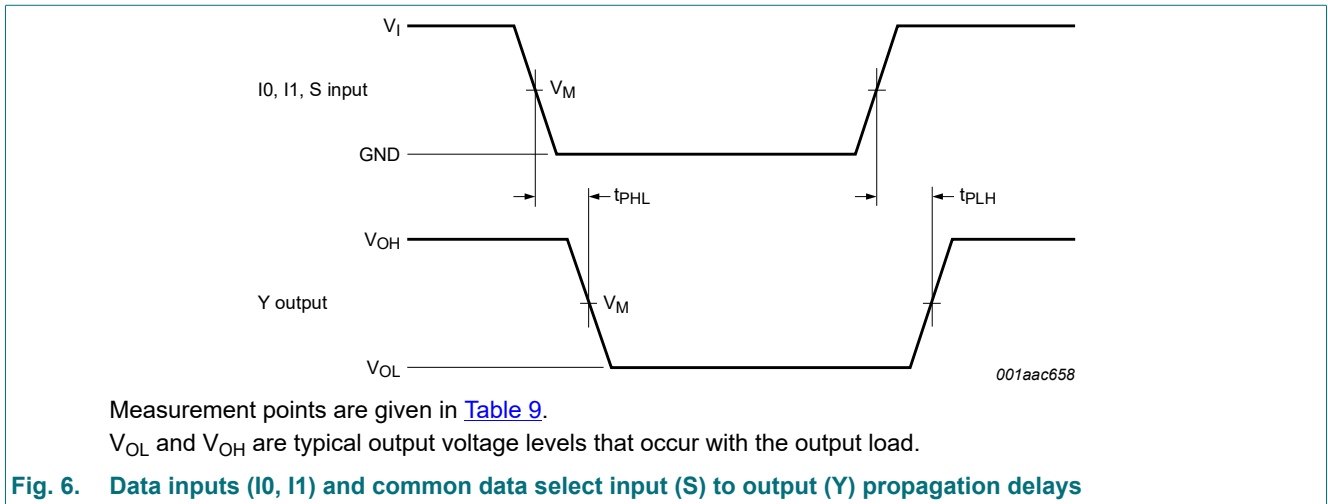 VI
I0, I1, S input
VM
GND
tPHL
tPLH
VOH
Y output
VM
VOL
001aac658
Measurement points are given in Table 9.
VOL and VOH are typical output voltage levels that occur with the output load.
Fig. 6. Data inputs (I0, I1) and common data select input (S) to output (Y) propagation delays